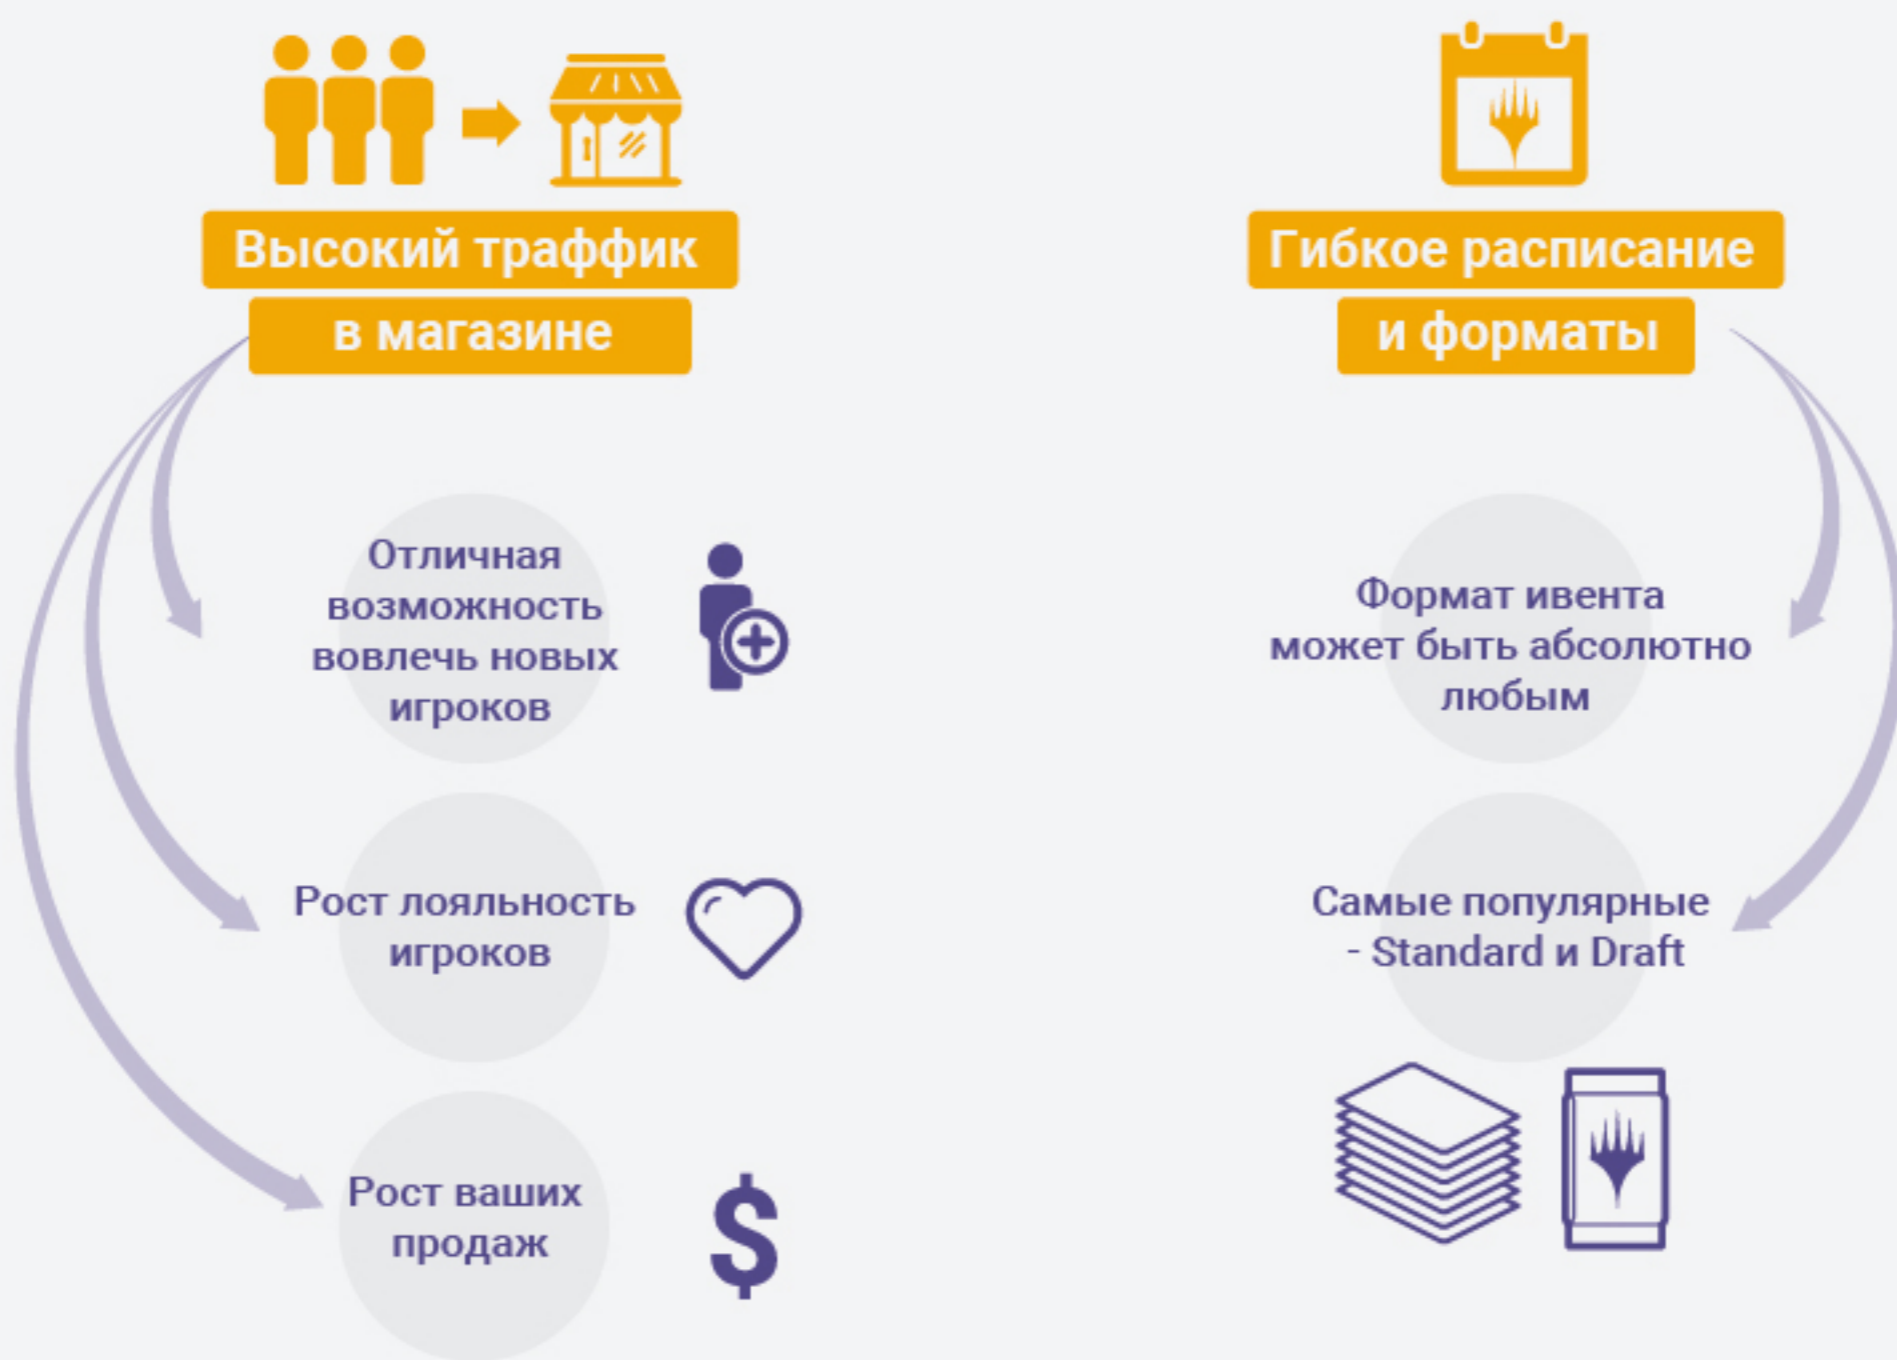 Высокий траффик
в магазине
Отличная
возможность
вовлечь новых
игроков
Рост лояльность
игроков
Рост ваших
продаж
Гибкое расписание
и форматы
Формат ивента
может быть абсолютно
любым
Самые популярные
- Standard и Draft